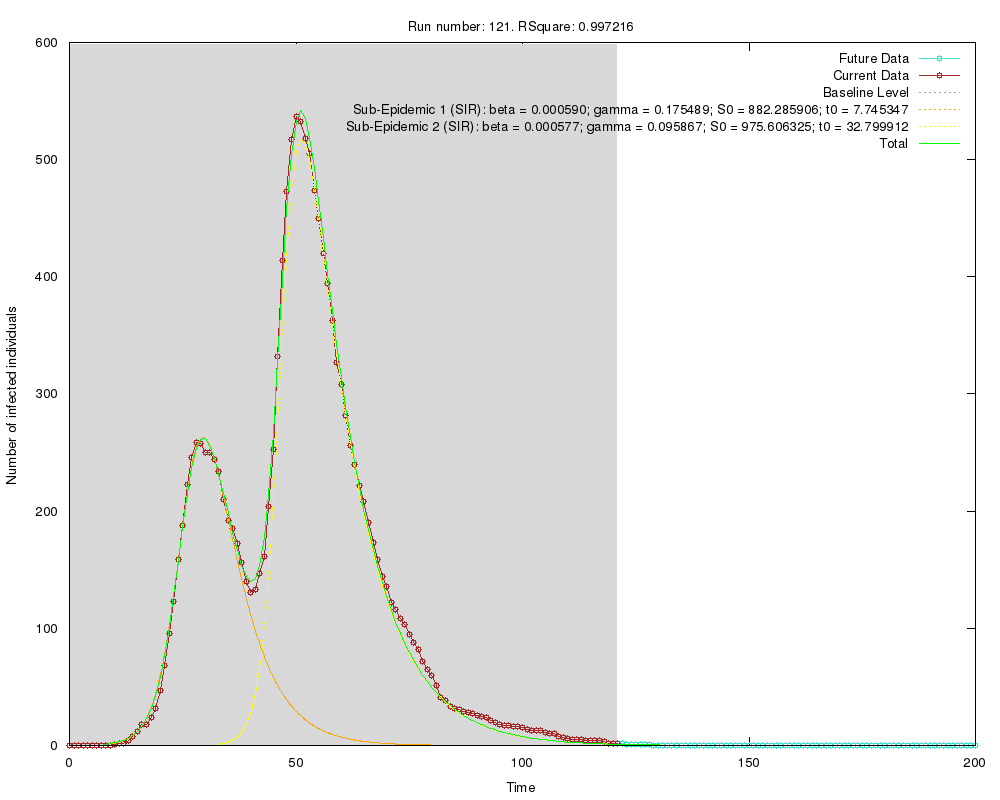 Run number: 121. RSquare: 0.997216
600
500
400
300
200
100
0
Number of infected individuals
Future Data
Current Data
Baseline Level
Sub-Epidemic 1 (SIR): beta = 0.000590; gamma = 0.175489; S0 = 882.285906; t0 = 7.745347
Sub-Epidemic 2 (SIR): beta = 0.000577; gamma = 0.095867; S0 = 975.606325; t0 = 32.799912
Total
0 50 100 150 200
Time